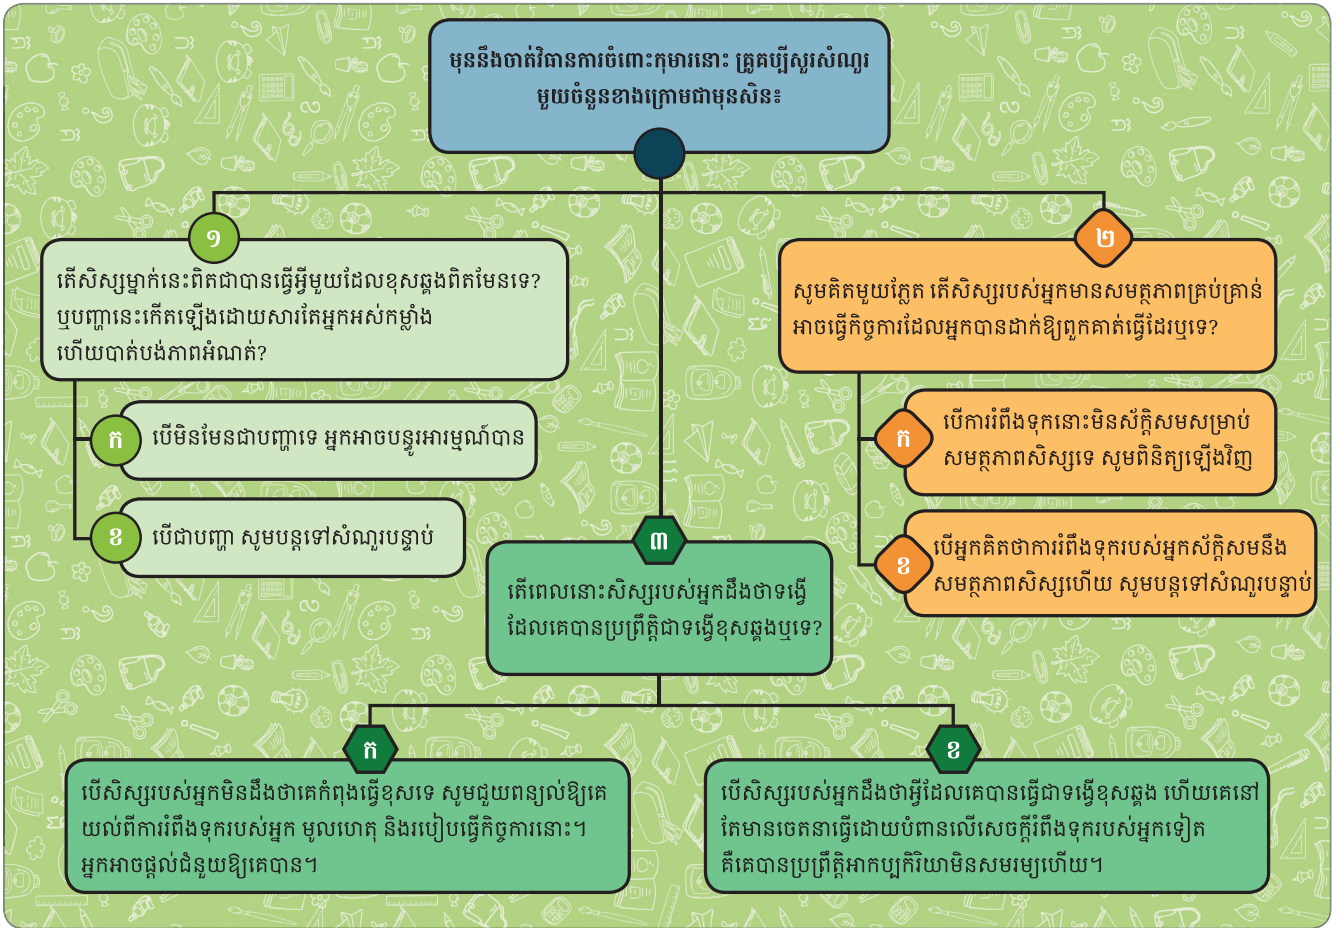 មុននឹងចាត់វិធានការចំពោះកុមារនោះ គ្រូគប្បីសួរសំណួរ
មួយចំនួនខាងក្រោមជាមុនសិន៖
១
តើសិស្សម្នាក់នេះពិតជាបានធ្វើអ្វីមួយដែលខុសឆ្គងពិតមែនទេ?
ឬបញ្ហានេះកើតឡើងដោយសារតែអ្នកអស់កម្លាំង
ហើយបាត់បង់ភាពអំណត់?
ក
បើមិនមែនជាបញ្ហាទេ អ្នកអាចបន្ធូរអារម្មណ៍បាន
ខ
បើជាបញ្ហា សូមបន្តទៅសំណួរបន្ទាប់
២
សូមគិតមួយភ្លែត តើសិស្សរបស់អ្នកមានសមត្ថភាពគ្រប់គ្រាន់
អាចធ្វើកិច្ចការដែលអ្នកបានដាក់ឱ្យពួកគាត់ធ្វើដែរឬទេ?
ក
បើការរំពឹងទុកនោះមិនស័ក្តិសមសម្រាប់
សមត្ថភាពសិស្សទេ សូមពិនិត្យឡើងវិញ
ខ
បើអ្នកគិតថាការរំពឹងទុករបស់អ្នកស័ក្តិសមនឹង
សមត្ថភាពសិស្សហើយ សូមបន្តទៅសំណួរបន្ទាប់
៣
តើពេលនោះសិស្សរបស់អ្នកដឹងថាទង្វើ
ដែលគេបានប្រព្រឹត្តិជាទង្វើខុសឆ្គងឬទេ?
ក
បើសិស្សរបស់អ្នកមិនដឹងថាគេកំពុងធ្វើខុសទេ សូមជួយពន្យល់ឱ្យគេ
យល់ពីការរំពឹងទុករបស់អ្នក មូលហេតុ និងរបៀបធ្វើកិច្ចការនោះ។
អ្នកអាចផ្តល់ជំនួយឱ្យគេបាន។
ខ
បើសិស្សរបស់អ្នកដឹងថាអ្វីដែលគេបានធ្វើជាទង្វើខុសឆ្គង ហើយគេនៅ
តែមានចេតនាធ្វើដោយបំពានលើសេចក្តីរំពឹងទុករបស់អ្នកទៀត
គឺគេបានប្រព្រឹត្តិអាកប្បកិរិយាមិនសមរម្យហើយ។